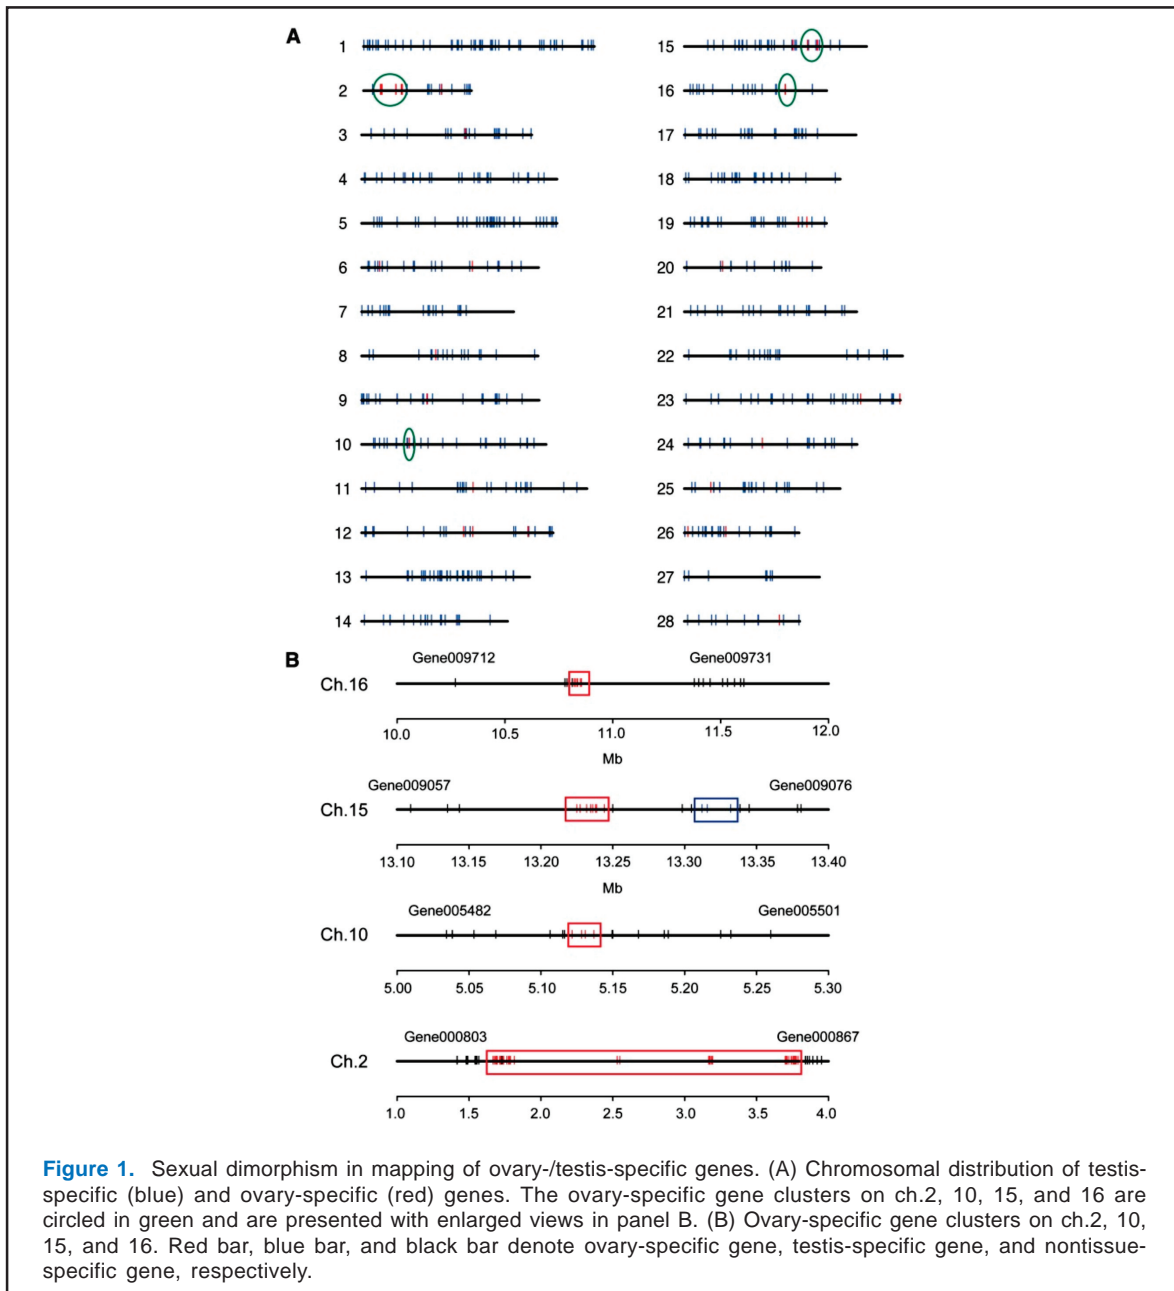 A
1
2
3
4
5
6
7
8
9
10
11
12
13
14
15
16
17
18
19
20
21
22
23
24
25
26
27
28
B
Gene009712 Gene009731
Ch.16
10.0 10.5 11.0 11.5 12.0
Mb
Gene009057 Gene009076
Ch.15
13.10 13.15 13.20 13.25 13.30 13.35 13.40
Mb
Gene005482 Gene005501
Ch.10
5.00 5.05 5.10 5.15 5.20 5.25 5.30
Gene000803 Gene000867
Ch.2
1.0 1.5 2.0 2.5 3.0 3.5 4.0
Figure 1. Sexual dimorphism in mapping of ovary-/testis-specific genes. (A) Chromosomal distribution of testis-
specific (blue) and ovary-specific (red) genes. The ovary-specific gene clusters on ch.2, 10, 15, and 16 are
circled in green and are presented with enlarged views in panel B. (B) Ovary-specific gene clusters on ch.2, 10,
15, and 16. Red bar, blue bar, and black bar denote ovary-specific gene, testis-specific gene, and nontissue-
specific gene, respectively.